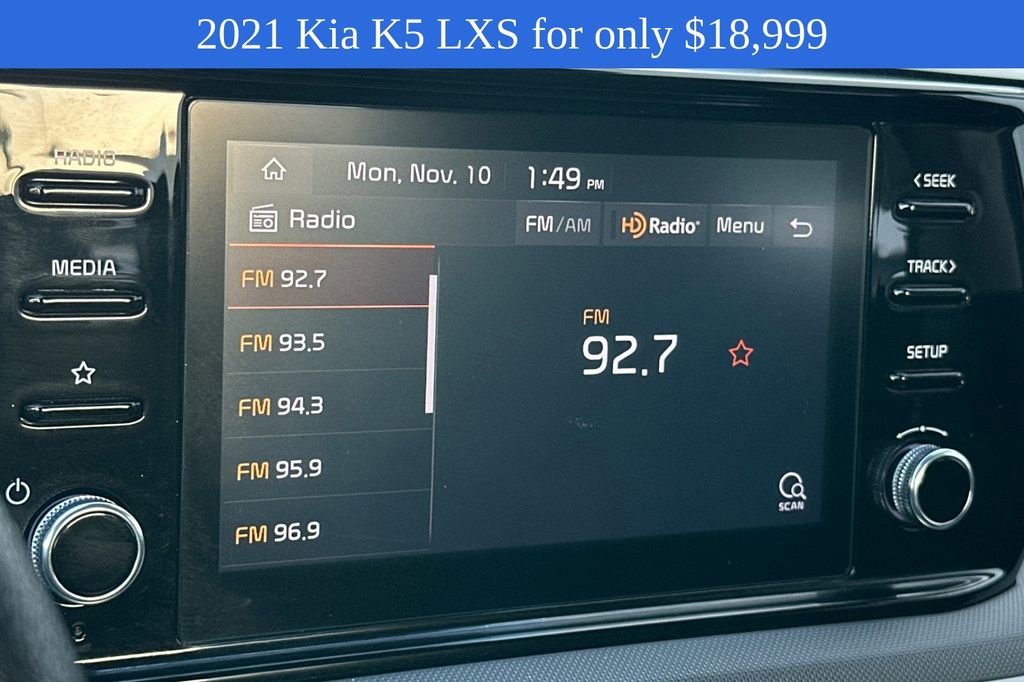 2021 Kia K5 LXS for only $18,999
RADIO
MEDIA
Mon, Nov. 10 1:49 PM
Radio FM/AM HD Radio Menu
FM 92.7
FM 93.5
FM 94.3
FM 95.9
FM 96.9
FM
92.7
SCAN
<SEEK
TRACK>
SETUP